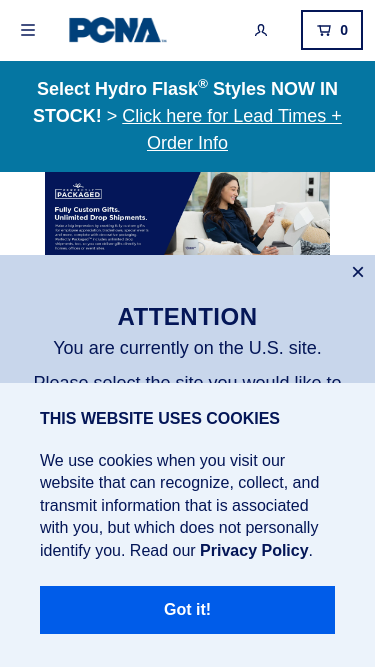 PCNA
0
Select Hydro Flask® Styles NOW IN
STOCK! > Click here for Lead Times +
Order Info
PERFECTLY
PACKAGED
Fully Custom Gifts.
Unlimited Drop Shipments.
ATTENTION
You are currently on the U.S. site.
Please select the site you would like to
THIS WEBSITE USES COOKIES
We use cookies when you visit our
website that can recognize, collect, and
transmit information that is associated
with you, but which does not personally
identify you. Read our Privacy Policy.
Got it!